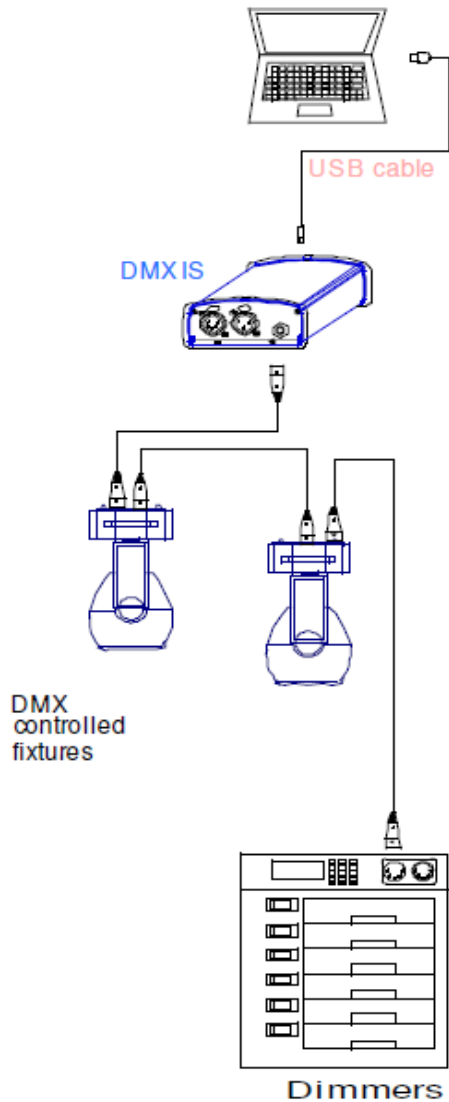 USB cable
DMXIS
DMX
controlled
fixtures
Dimmers